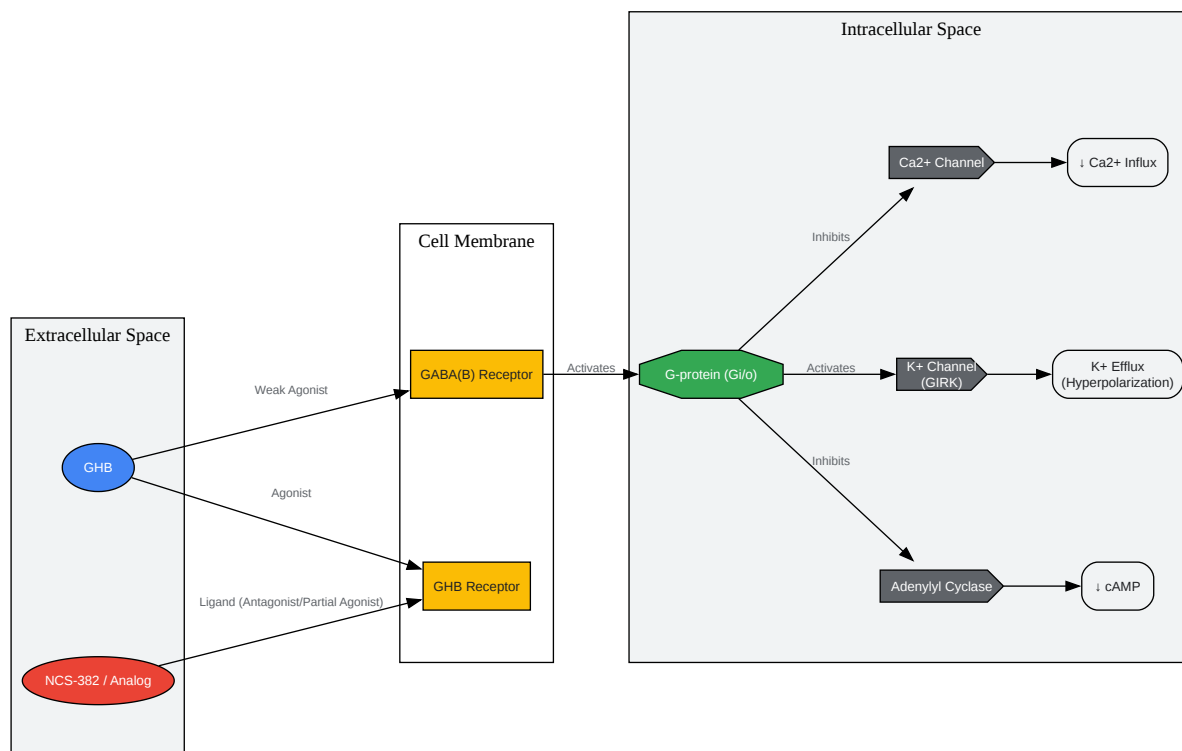 Intracellular Space
Ca2+ Channel
↓ Ca2+ Influx
Inhibits
Cell Membrane
Extracellular Space
GABA(B) Receptor
Activates
G-protein (Gi/o)
Activates
K+ Channel
(GIRK)
K+ Efflux
(Hyperpolarization)
Weak Agonist
GHB
Agonist
Inhibits
GHB Receptor
Adenylyl Cyclase
↓ cAMP
Ligand (Antagonist/Partial Agonist)
NCS-382 / Analog